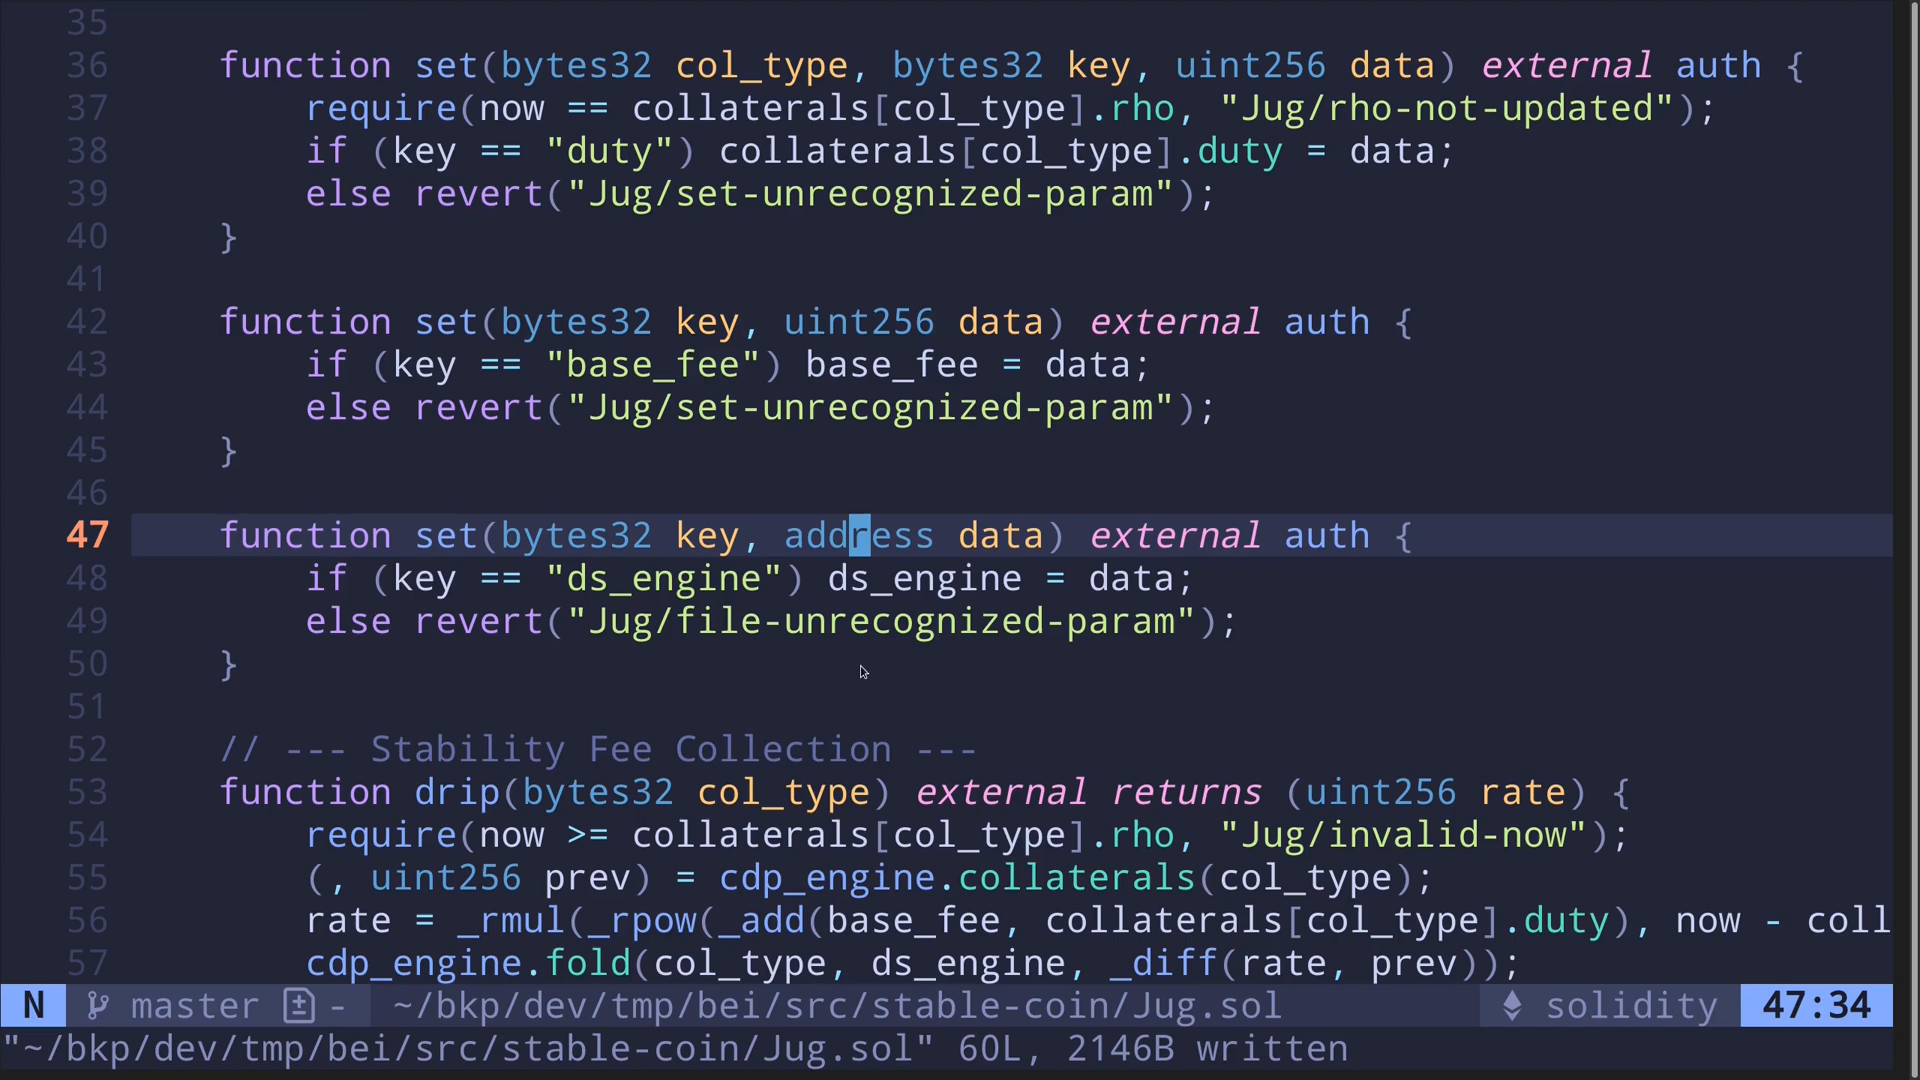 35
36 function set(bytes32 col_type, bytes32 key, uint256 data) external auth {
37 require(now == collaterals[col_type].rho, "Jug/rho-not-updated");
38 if (key == "duty") collaterals[col_type].duty = data;
39 else revert("Jug/set-unrecognized-param");
40 }
41
42 function set(bytes32 key, uint256 data) external auth {
43 if (key == "base_fee") base_fee = data;
44 else revert("Jug/set-unrecognized-param");
45 }
46
47 function set(bytes32 key, address data) external auth {
48 if (key == "ds_engine") ds_engine = data;
49 else revert("Jug/file-unrecognized-param");
50 }
51
52 // --- Stability Fee Collection ---
53 function drip(bytes32 col_type) external returns (uint256 rate) {
54 require(now >= collaterals[col_type].rho, "Jug/invalid-now");
55 (, uint256 prev) = cdp_engine.collaterals(col_type);
56 rate = _rmul(_rpow(_add(base_fee, collaterals[col_type].duty), now - coll
57 cdp_engine.fold(col_type, ds_engine, _diff(rate, prev));
N master - ~/bkp/dev/tmp/bei/src/stable-coin/Jug.sol solidity 47:34
"~/bkp/dev/tmp/bei/src/stable-coin/Jug.sol" 60L, 2146B written